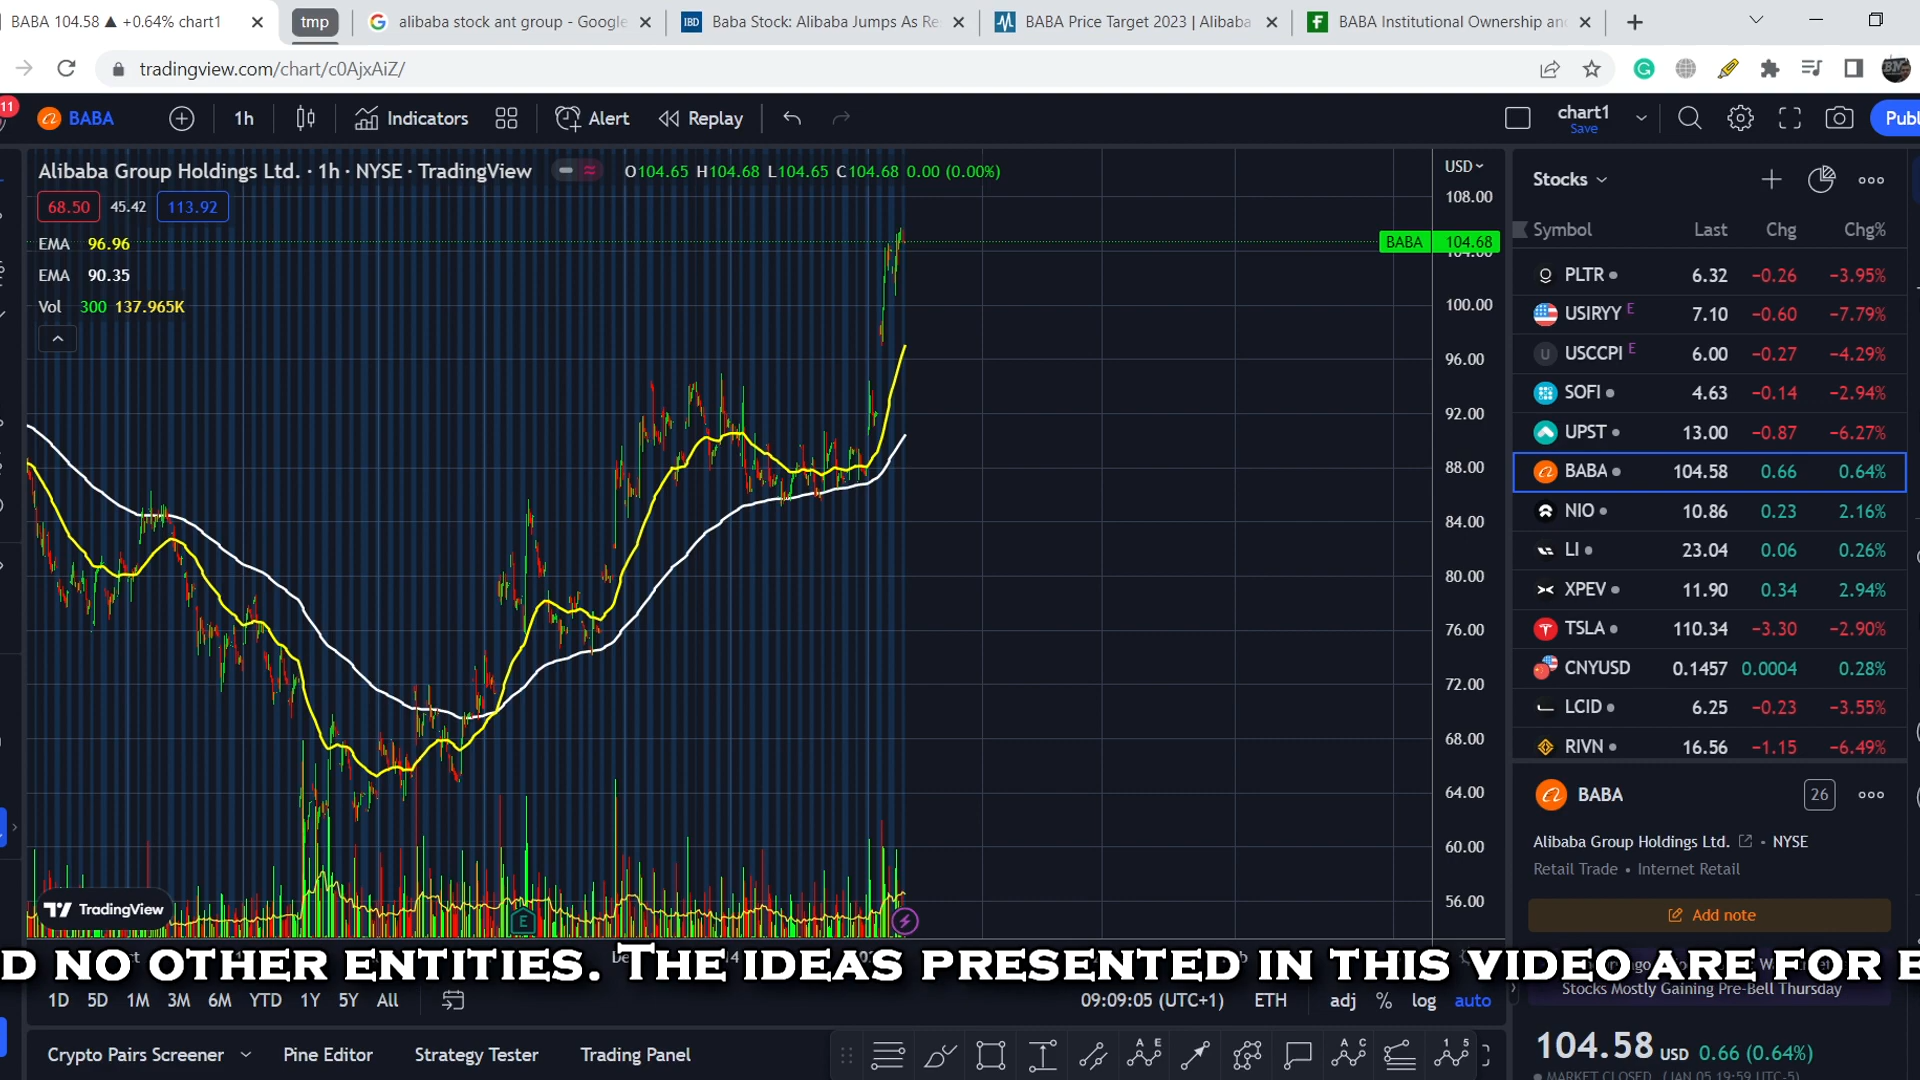 BABA 104.58 ▲ +0.64% chart1
tmp
alibaba stock ant group - Google
Baba Stock: Alibaba Jumps As Re
BABA Price Target 2023 | Alibaba
BABA Institutional Ownership an
tradingview.com/chart/c0AjxAiZ/
11
BABA
1h
Indicators
Alert
Replay
chart1
Save
Publ
Alibaba Group Holdings Ltd. · 1h · NYSE · TradingView
O104.65 H104.68 L104.65 C104.68 0.00 (0.00%)
68.50 45.42 113.92
EMA 96.96
EMA 90.35
Vol 300 137.965K
USD
108.00
BABA 104.68
104.00
100.00
96.00
92.00
88.00
84.00
80.00
76.00
72.00
68.00
64.00
60.00
56.00
TradingView
E
D NO OTHER ENTITIES. THE IDEAS PRESENTED IN THIS VIDEO ARE FOR E
1D 5D 1M 3M 6M YTD 1Y 5Y All
09:09:05 (UTC+1) ETH adj % log auto
Crypto Pairs Screener Pine Editor Strategy Tester Trading Panel
Stocks
Symbol Last Chg Chg%
PLTR 6.32 −0.26 −3.95%
USIRYY E 7.10 −0.60 −7.79%
USCCPI E 6.00 −0.27 −4.29%
SOFI 4.63 −0.14 −2.94%
UPST 13.00 −0.87 −6.27%
BABA 104.58 0.66 0.64%
NIO 10.86 0.23 2.16%
LI 23.04 0.06 0.26%
XPEV 11.90 0.34 2.94%
TSLA 110.34 −3.30 −2.90%
CNYUSD 0.1457 0.0004 0.28%
LCID 6.25 −0.23 −3.55%
RIVN 16.56 −1.15 −6.49%
BABA
26
Alibaba Group Holdings Ltd. · NYSE
Retail Trade • Internet Retail
Add note
Stocks Mostly Gaining Pre-Bell Thursday
104.58 USD 0.66 (0.64%)
MARKET CLOSED (JAN 05 19:59 UTC-5)